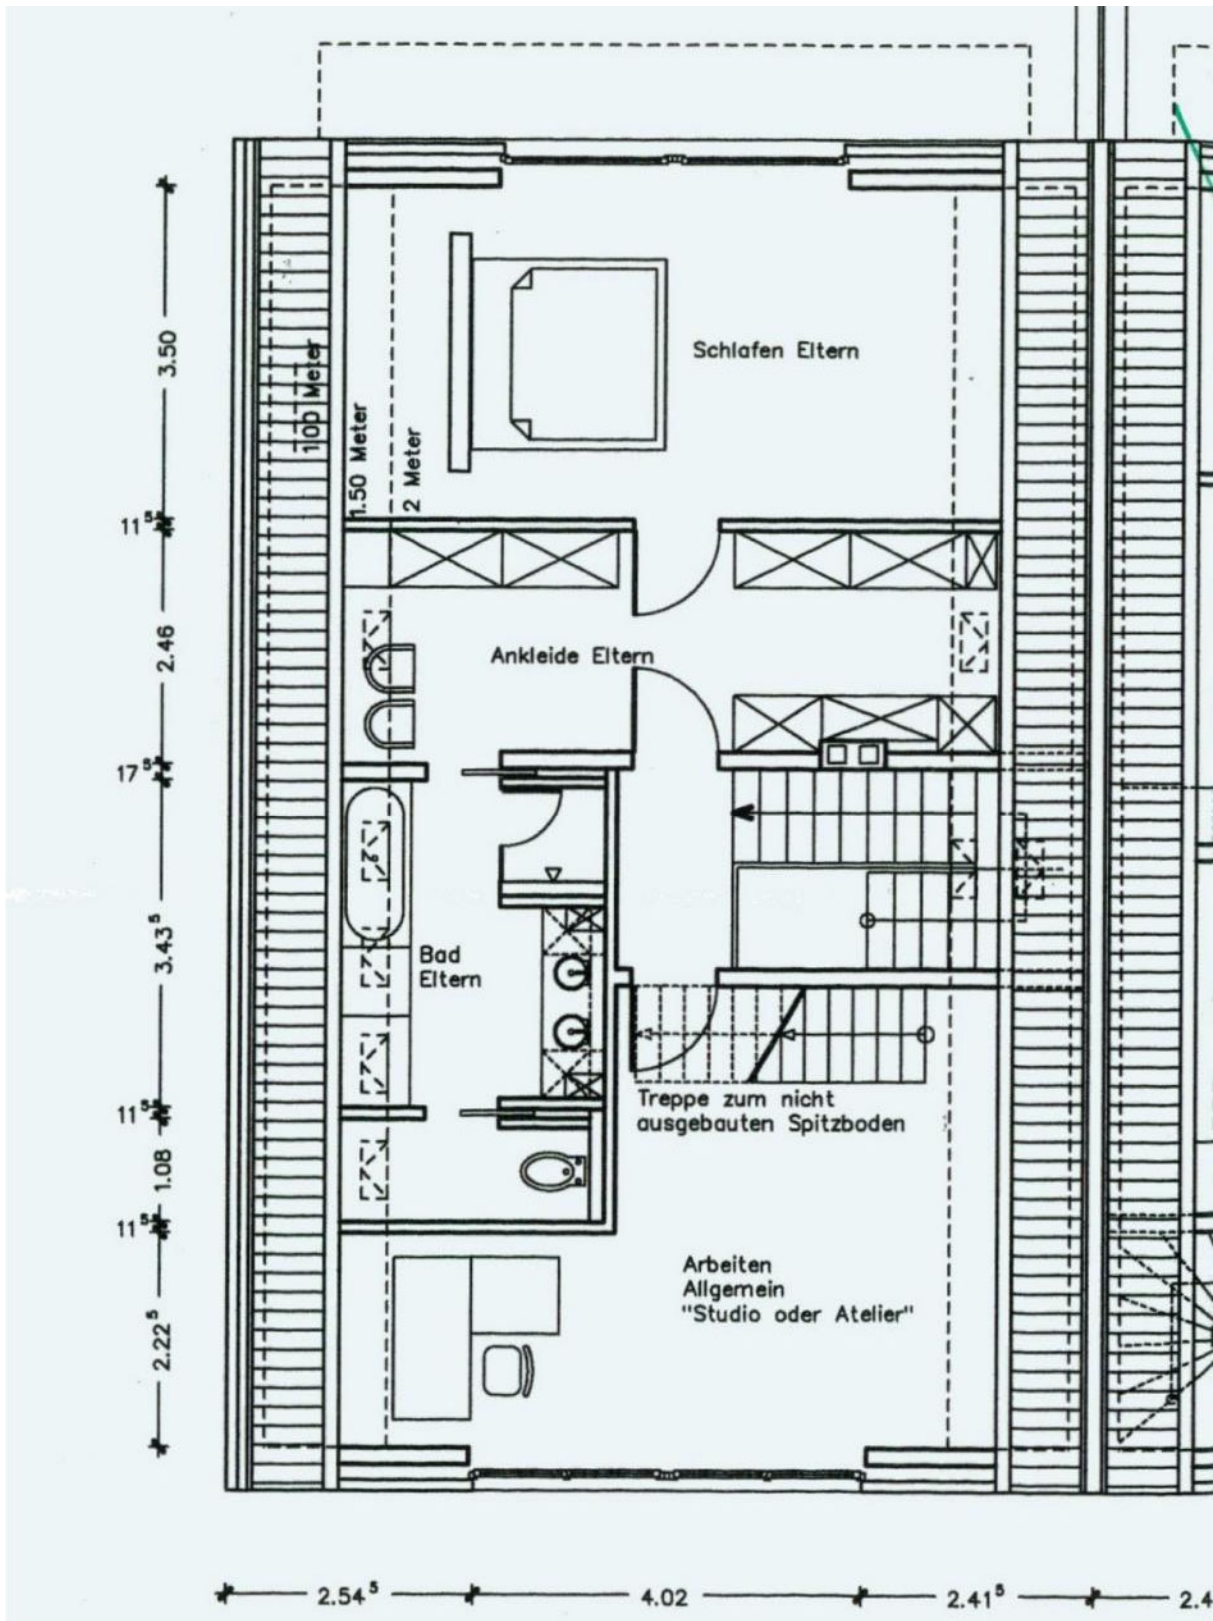 3.50
100 Meter
1.50 Meter
2 Meter
Schlafen Eltern
11⁵
2.46
Ankleide Eltern
17⁵
3.43⁵
Bad
Eltern
11⁵
Treppe zum nicht
ausgebauten Spitzboden
1.08
11⁵
Arbeiten
Allgemein
"Studio oder Atelier"
2.22⁵
2.54⁵
4.02
2.41⁵
2.4